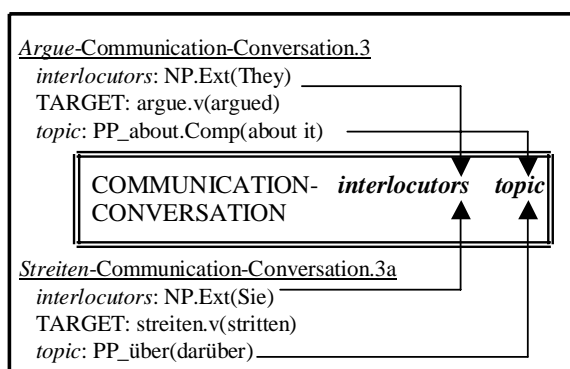 Argue-Communication-Conversation.3
interlocutors: NP.Ext(They)
TARGET: argue.v(argued)
topic: PP_about.Comp(about it)
COMMUNICATION- interlocutors topic
CONVERSATION
Streiten-Communication-Conversation.3a
interlocutors: NP.Ext(Sie)
TARGET: streiten.v(stritten)
topic: PP_über(darüber)